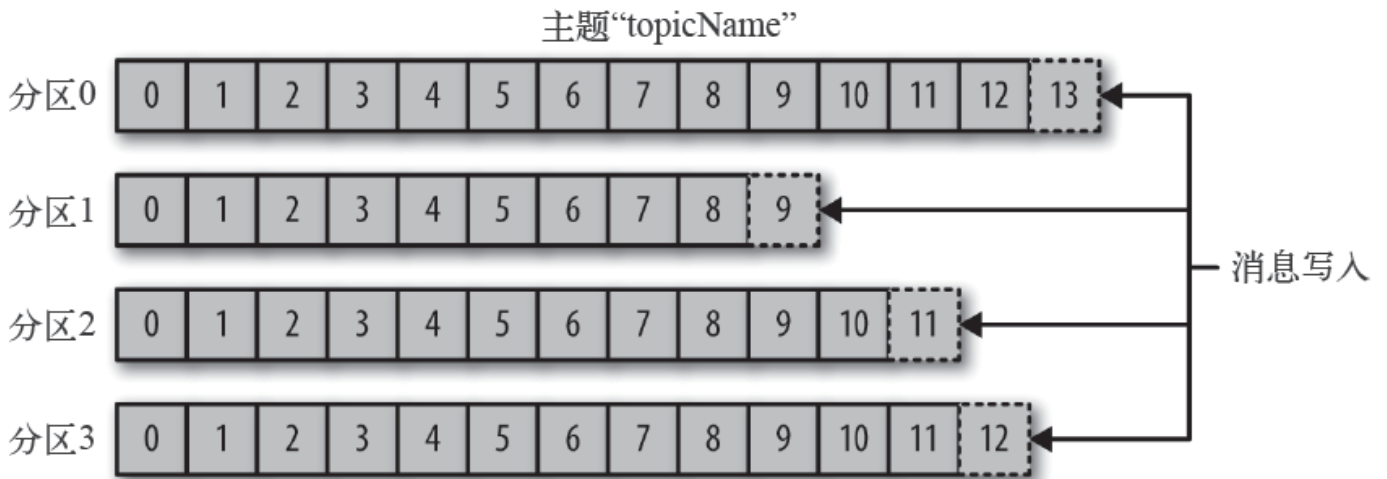 主题“topicName”
分区0 0 1 2 3 4 5 6 7 8 9 10 11 12 13
分区1 0 1 2 3 4 5 6 7 8 9
消息写入
分区2 0 1 2 3 4 5 6 7 8 9 10 11
分区3 0 1 2 3 4 5 6 7 8 9 10 11 12